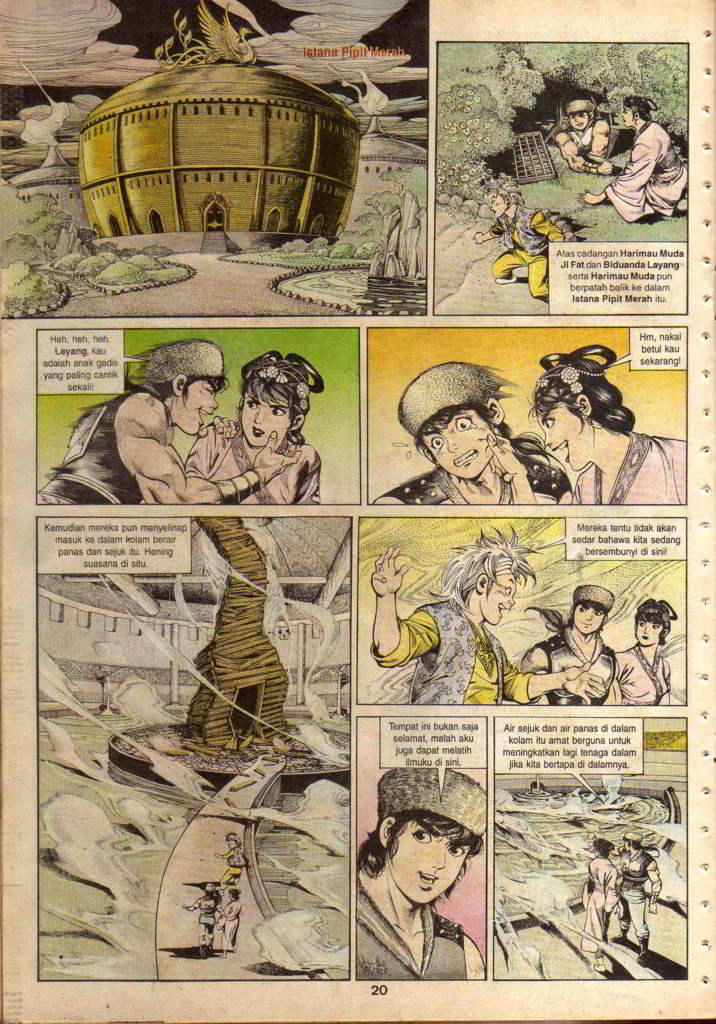 Istana Pipit Merah
Atas cadangan Harimau Muda
Ji Fat dan Biduanda Layang
serta Harimau Muda pun
berpatah balik ke dalam
Istana Pipit Merah itu.
Heh, heh, heh.
Layang, kau
adalah anak gadis
yang paling cantik
sekali!
Hm, nakal
betul kau
sekarang!
Kemudian mereka pun menyelinap
masuk ke dalam kolam berair
panas dan sejuk itu. Hening
suasana di situ.
Mereka tentu tidak akan
sedar bahawa kita sedang
bersembunyi di sini!
Tempat ini bukan saja
selamat, malah aku
juga dapat melatih
ilmuku di sini.
Air sejuk dan air panas di dalam
kolam itu amat berguna untuk
meningkatkan lagi tenaga dalam
jika kita bertapa di dalamnya.
20